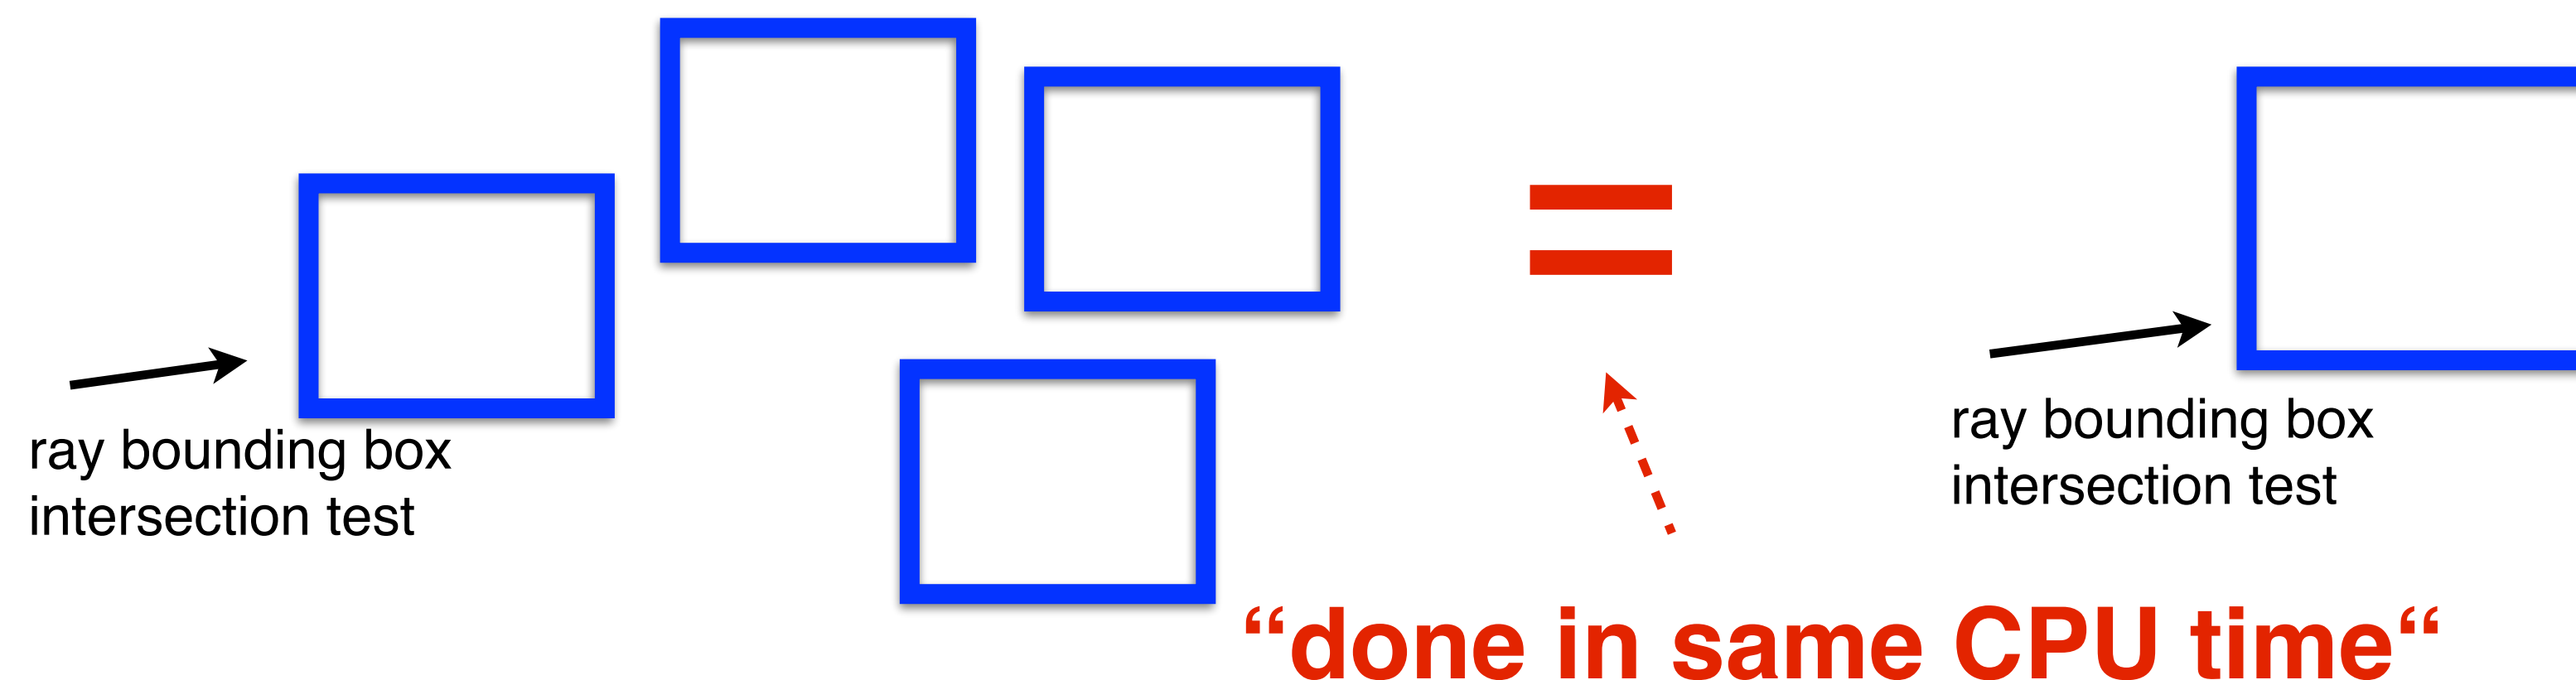 ray bounding box
intersection test
=
ray bounding box
intersection test
“done in same CPU time“